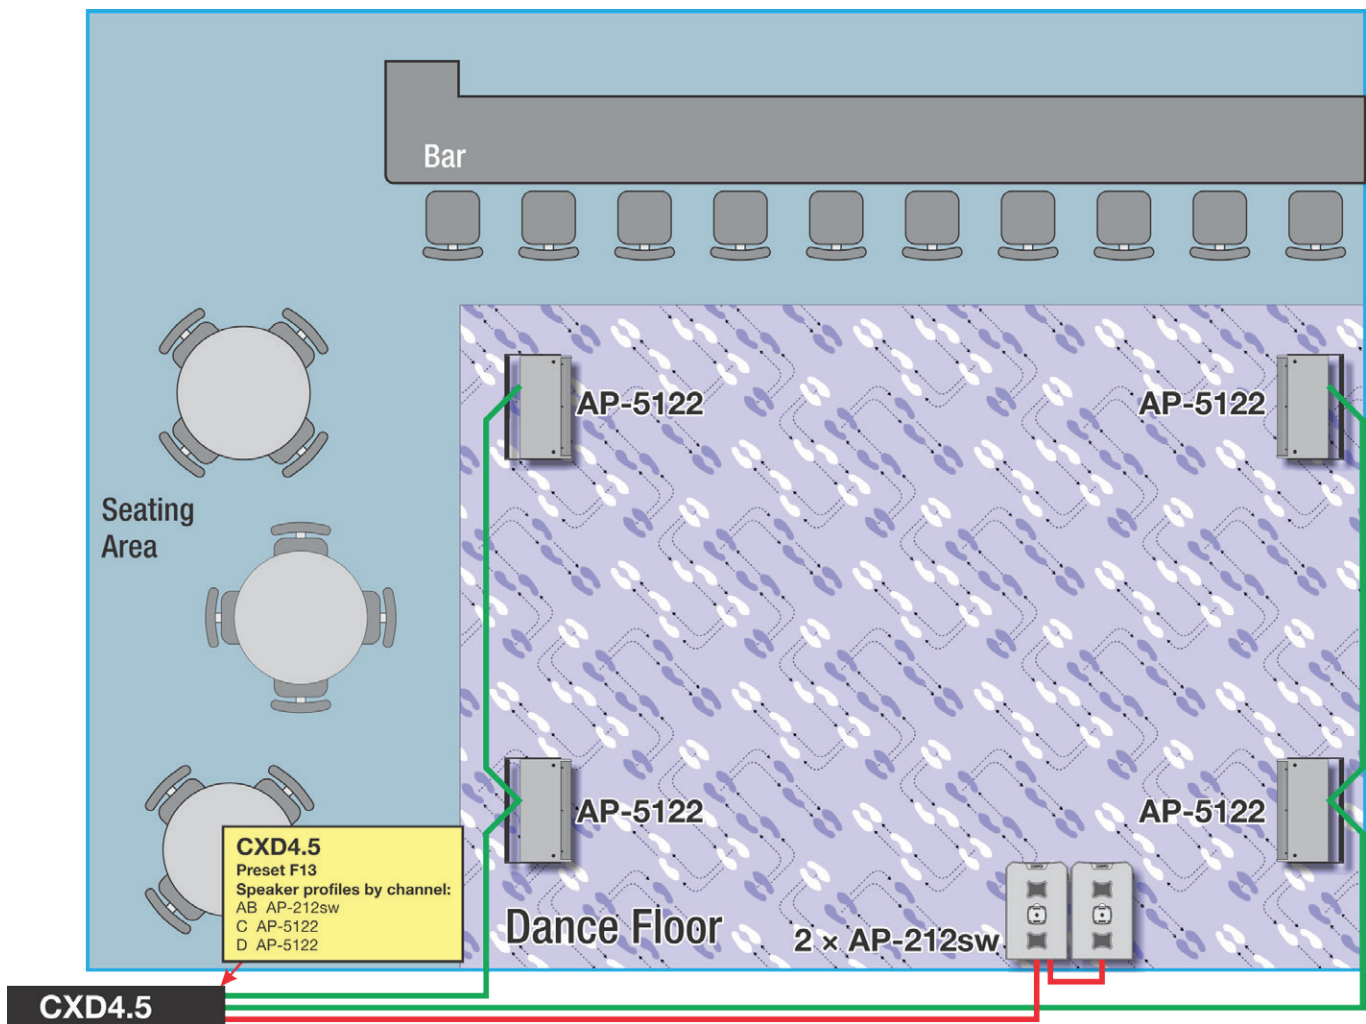 Bar
AP-5122
AP-5122
Seating
Area
AP-5122
AP-5122
CXD4.5
Preset F13
Speaker profiles by channel:
AB AP-212sw
C AP-5122
D AP-5122
Dance Floor
2 × AP-212sw
CXD4.5